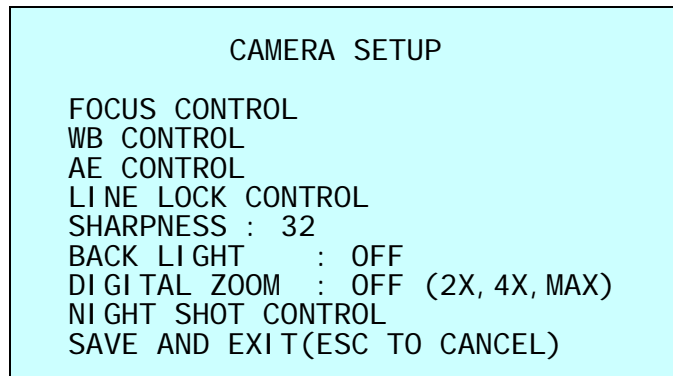 CAMERA SETUP
FOCUS CONTROL
WB CONTROL
AE CONTROL
LINE LOCK CONTROL
SHARPNESS : 32
BACK LIGHT : OFF
DIGITAL ZOOM : OFF (2X,4X,MAX)
NIGHT SHOT CONTROL
SAVE AND EXIT(ESC TO CANCEL)